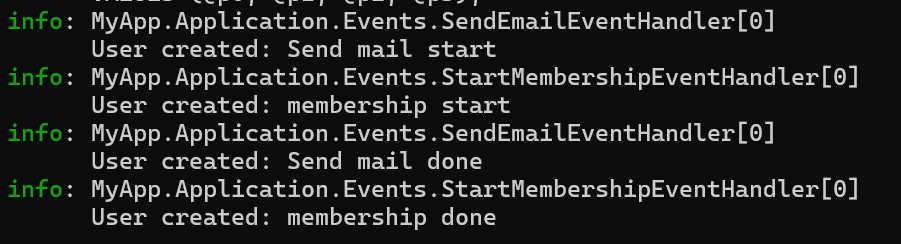 info: MyApp.Application.Events.SendEmailEventHandler[0]
User created: Send mail start
info: MyApp.Application.Events.StartMembershipEventHandler[0]
User created: membership start
info: MyApp.Application.Events.SendEmailEventHandler[0]
User created: Send mail done
info: MyApp.Application.Events.StartMembershipEventHandler[0]
User created: membership done